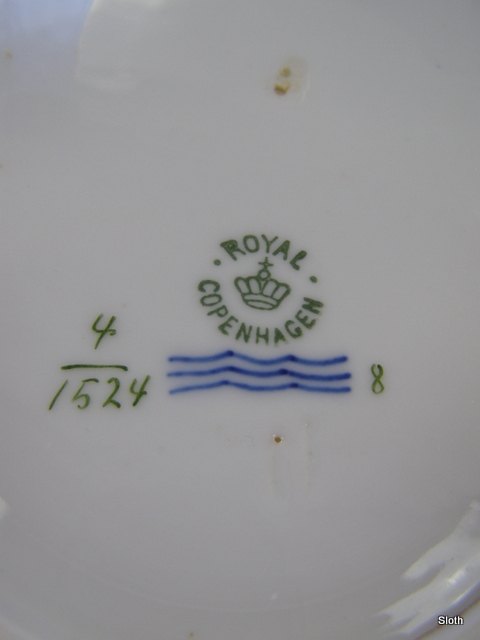 ROYAL
COPENHAGEN
4
1524
8
Sloth